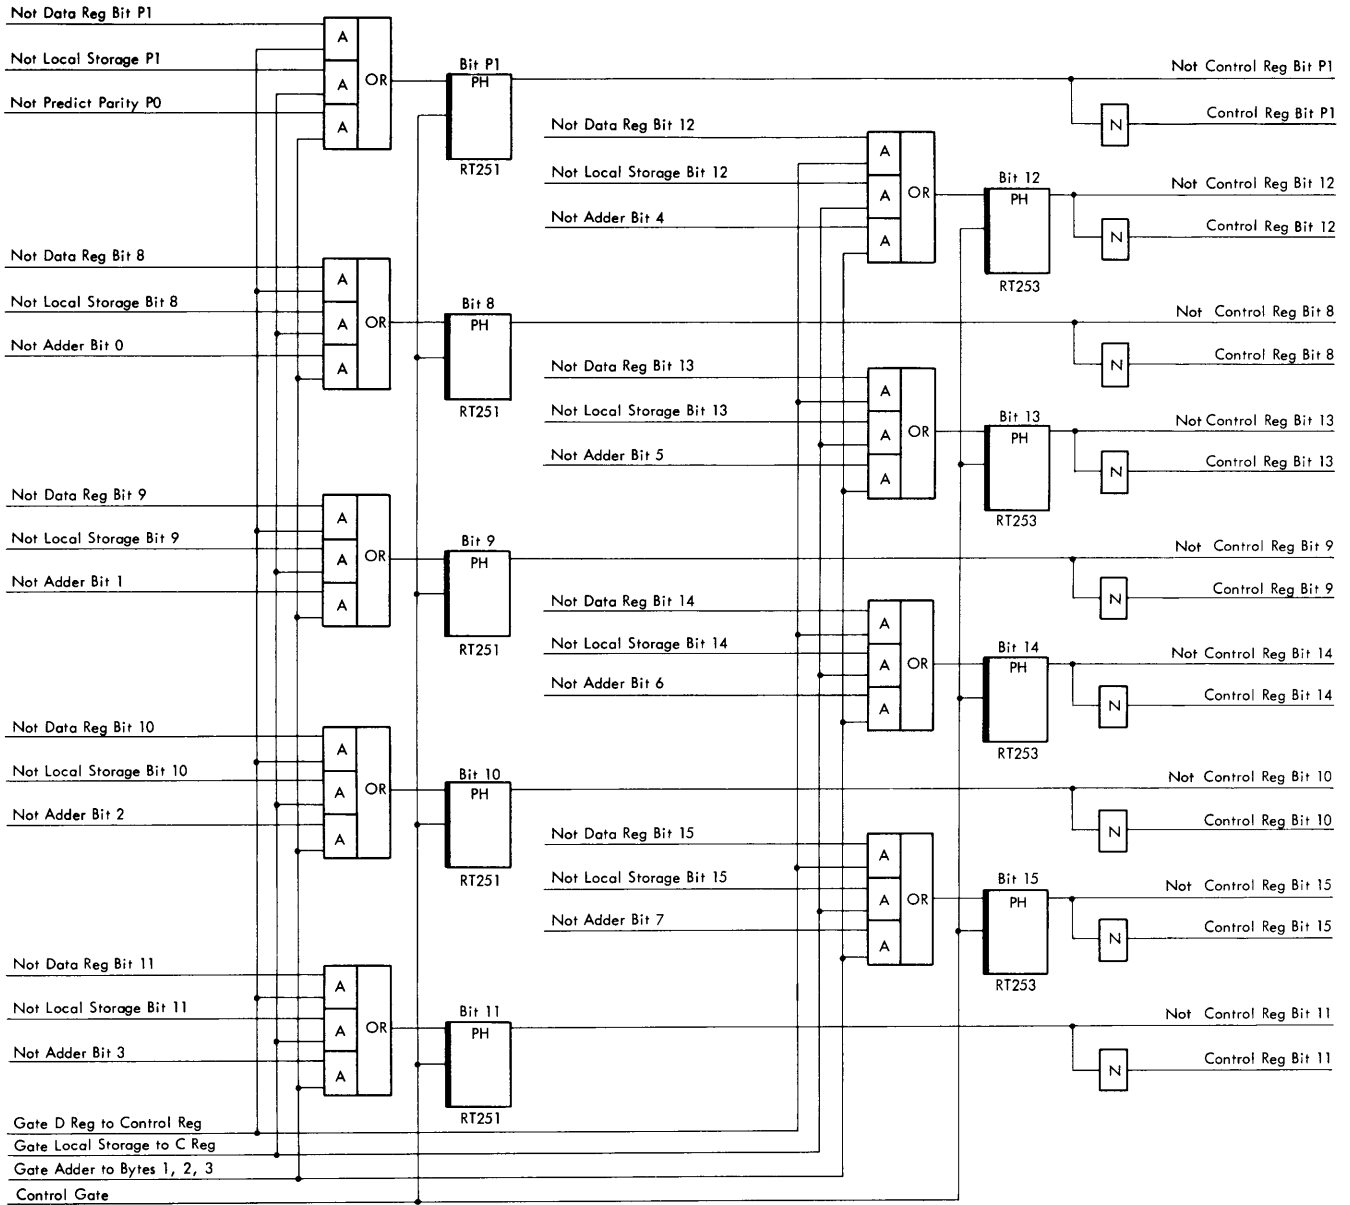 Not Data Reg Bit P1
Not Local Storage P1
Not Predict Parity P0
A
A
A
OR
Bit P1
PH
RT251
Not Control Reg Bit P1
N
Control Reg Bit P1
Not Data Reg Bit 12
Not Local Storage Bit 12
Not Adder Bit 4
A
A
A
OR
Bit 12
PH
RT253
Not Control Reg Bit 12
N
Control Reg Bit 12
Not Data Reg Bit 8
Not Local Storage Bit 8
Not Adder Bit 0
A
A
A
OR
Bit 8
PH
RT251
Not Control Reg Bit 8
N
Control Reg Bit 8
Not Data Reg Bit 13
Not Local Storage Bit 13
Not Adder Bit 5
A
A
A
OR
Bit 13
PH
RT253
Not Control Reg Bit 13
N
Control Reg Bit 13
Not Data Reg Bit 9
Not Local Storage Bit 9
Not Adder Bit 1
A
A
A
OR
Bit 9
PH
RT251
Not Control Reg Bit 9
N
Control Reg Bit 9
Not Data Reg Bit 14
Not Local Storage Bit 14
Not Adder Bit 6
A
A
A
OR
Bit 14
PH
RT253
Not Control Reg Bit 14
N
Control Reg Bit 14
Not Data Reg Bit 10
Not Local Storage Bit 10
Not Adder Bit 2
A
A
A
OR
Bit 10
PH
RT251
Not Control Reg Bit 10
N
Control Reg Bit 10
Not Data Reg Bit 15
Not Local Storage Bit 15
Not Adder Bit 7
A
A
A
OR
Bit 15
PH
RT253
Not Control Reg Bit 15
N
Control Reg Bit 15
Not Data Reg Bit 11
Not Local Storage Bit 11
Not Adder Bit 3
A
A
A
OR
Bit 11
PH
RT251
Not Control Reg Bit 11
N
Control Reg Bit 11
Gate D Reg to Control Reg
Gate Local Storage to C Reg
Gate Adder to Bytes 1, 2, 3
Control Gate